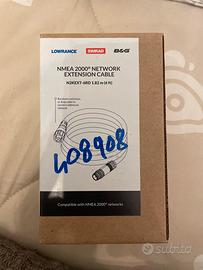 LOWRANCE SIMRAD B&G
NMEA 2000® NETWORK
EXTENSION CABLE
N2KEXT-6RD 1.82 m (6 ft)
408908
Compatible with NMEA 2000® networks
subito